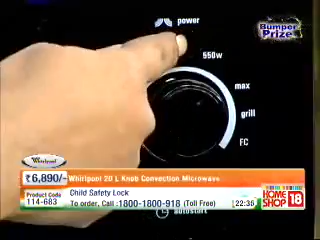 power
Bumper
Prize
550w
max
grill
FC
Whirlpool
₹6,890/-
Whirlpool 20 L Knob Convection Microwave
Product Code
114-683
Child Safety Lock
To order, Call :1800-1800-918 (Toll Free)
22:36
HOME
SHOP 18
autostart